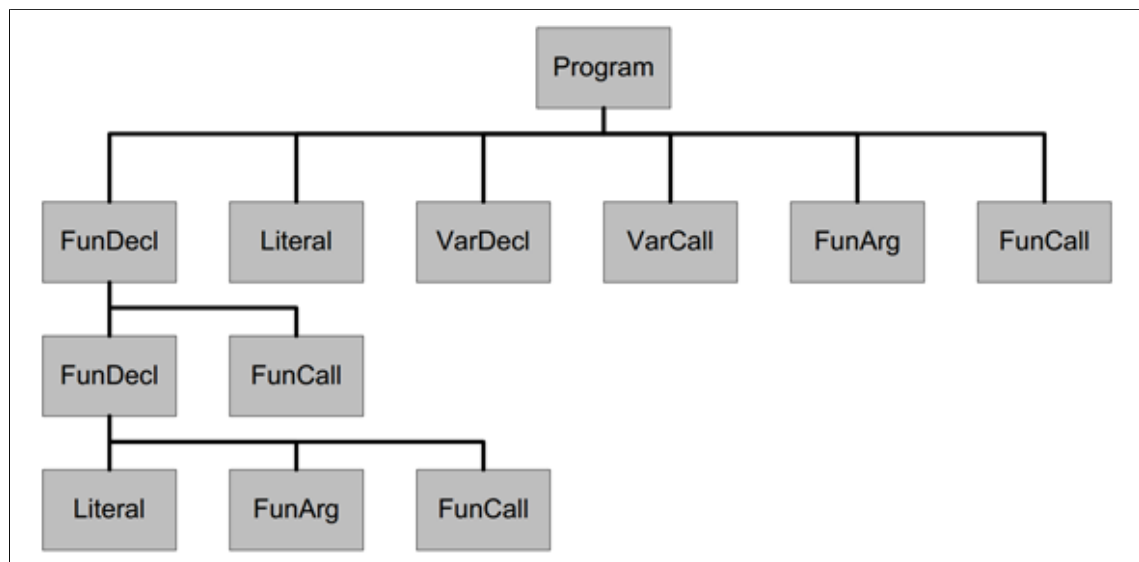 Program
FunDecl Literal VarDecl VarCall FunArg FunCall
FunDecl FunCall
Literal FunArg FunCall